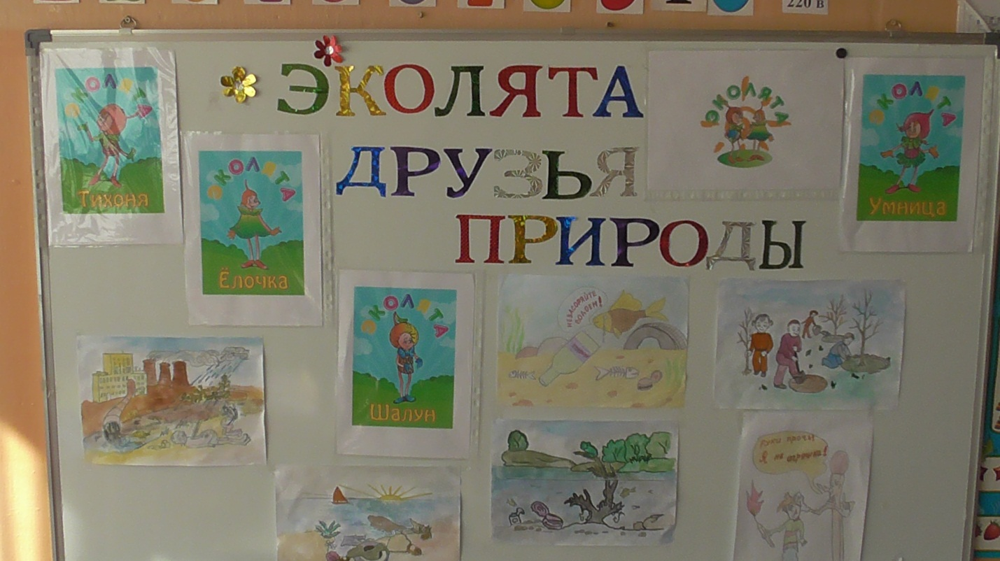 220 в
ЭКОЛЯТА
ДРУЗЬЯ
ПРИРОДЫ
ЭКОЛЯТА
Тихоня
ЭКОЛЯТА
Ёлочка
ЭКОЛЯТА
Шалун
ЭКОЛЯТА
ЭКОЛЯТА
Умница
НЕ ЗАСОРЯЙТЕ
ВОДОЁМ!
Руки прочь!
Я не игрушка!